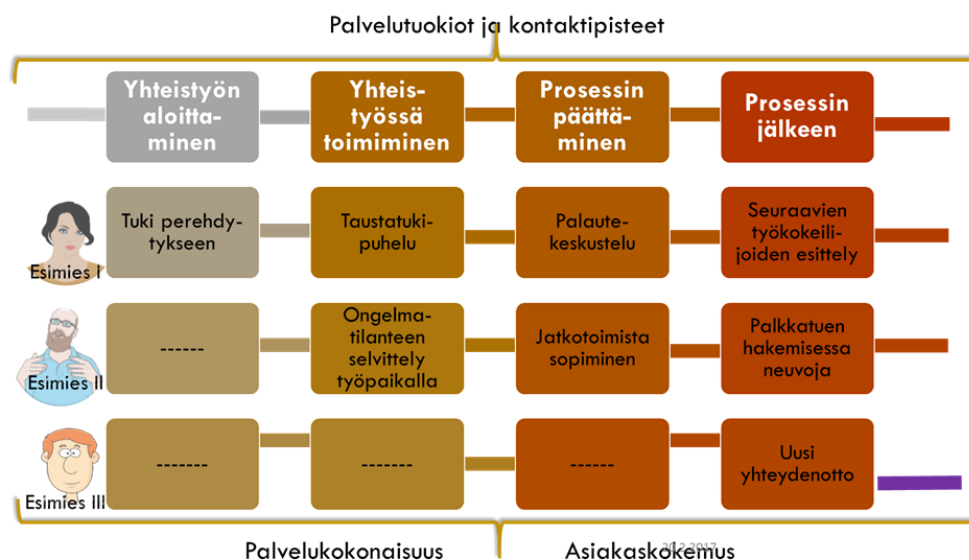 Palvelutuokiot ja kontaktipisteet
Yhteistyön
aloitta-
minen
Yhteis-
työssä
toimiminen
Prosessin
päättä-
minen
Prosessin
jälkeen
Esimies I
Tuki perehdy-
tykseen
Taustatuki-
puhelu
Palaute-
keskustelu
Seuraavien
työkokeili-
joiden esittely
Esimies II
------
Ongelma-
tilanteen
selvittely
työpaikalla
Jatkotoimista
sopiminen
Palkkatuen
hakemisessa
neuvoja
Esimies III
-------
-------
------
Uusi
yhteydenotto
Palvelukokonaisuus
Asiakaskokemus